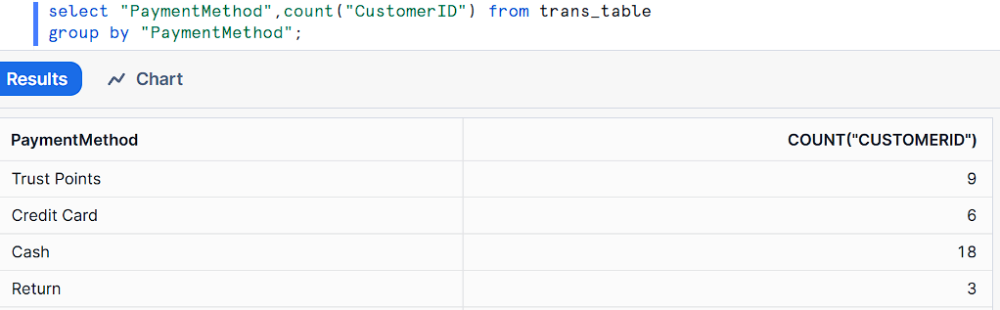 select "PaymentMethod",count("CustomerID") from trans_table
group by "PaymentMethod";
Results Chart
PaymentMethod COUNT("CUSTOMERID")
Trust Points 9
Credit Card 6
Cash 18
Return 3